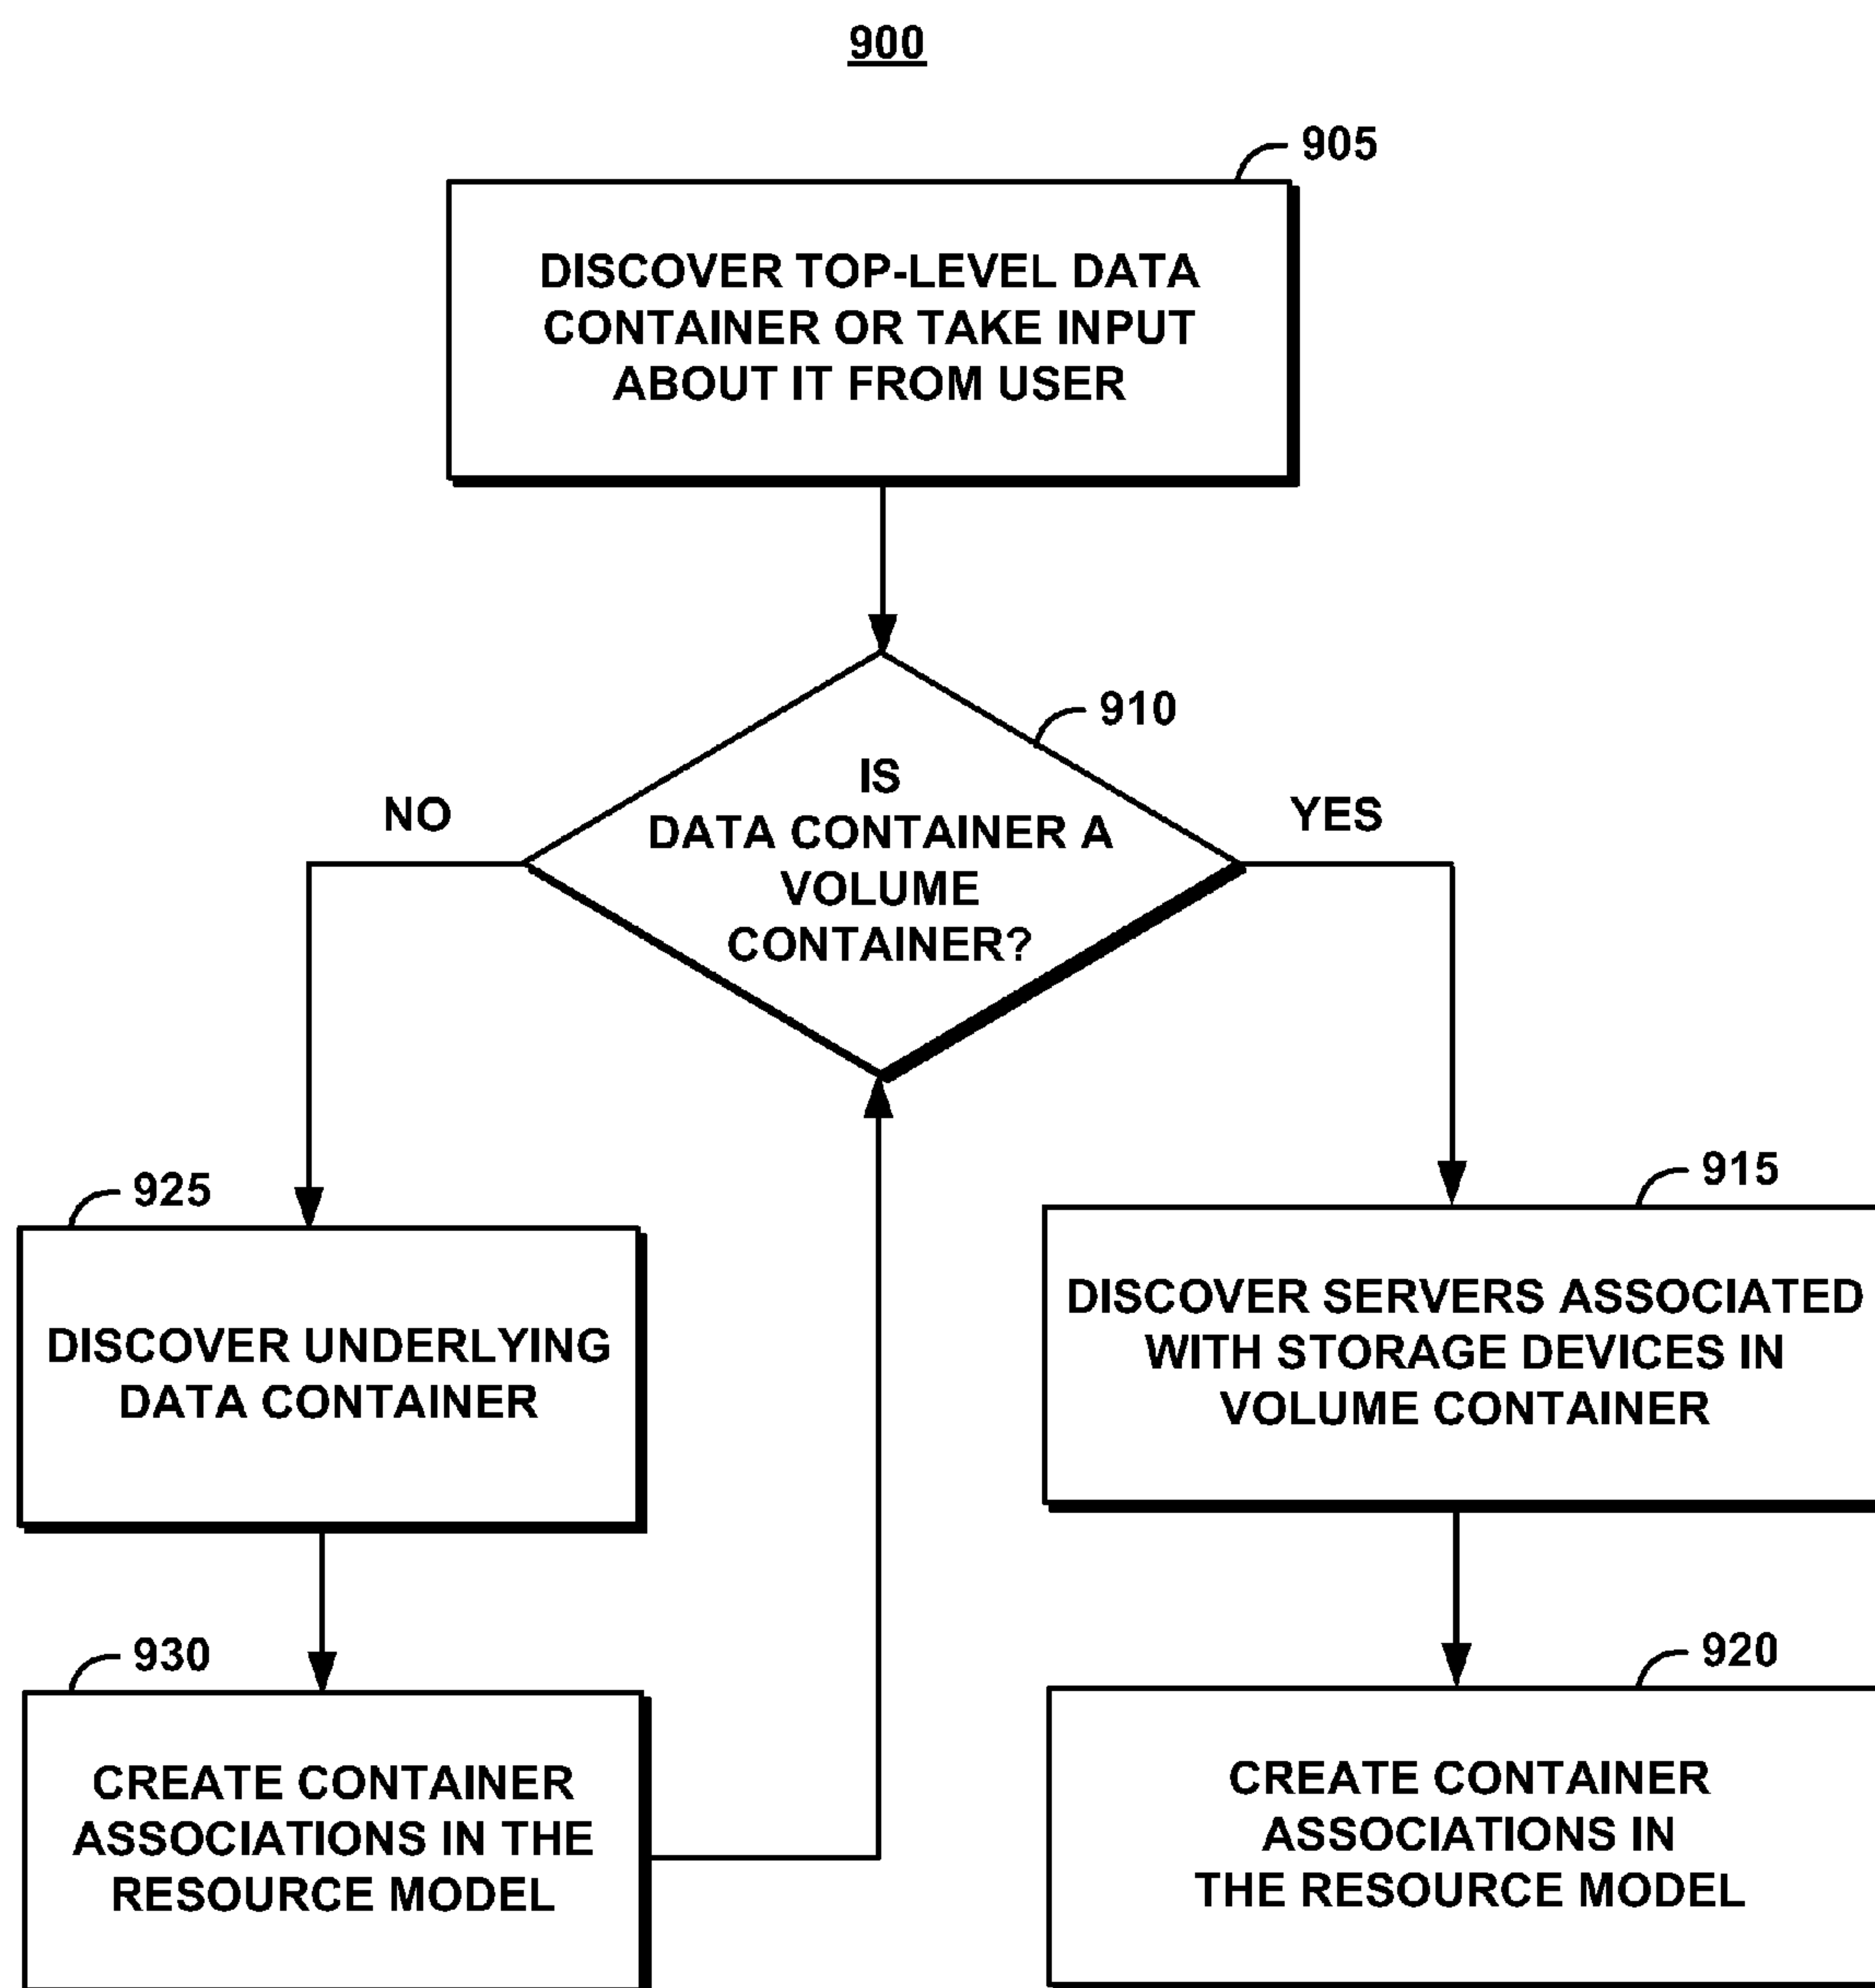 900
905
DISCOVER TOP-LEVEL DATA
CONTAINER OR TAKE INPUT
ABOUT IT FROM USER
910
IS
DATA CONTAINER A
VOLUME
CONTAINER?
NO
YES
925
DISCOVER UNDERLYING
DATA CONTAINER
915
DISCOVER SERVERS ASSOCIATED
WITH STORAGE DEVICES IN
VOLUME CONTAINER
930
CREATE CONTAINER
ASSOCIATIONS IN THE
RESOURCE MODEL
920
CREATE CONTAINER
ASSOCIATIONS IN
THE RESOURCE MODEL